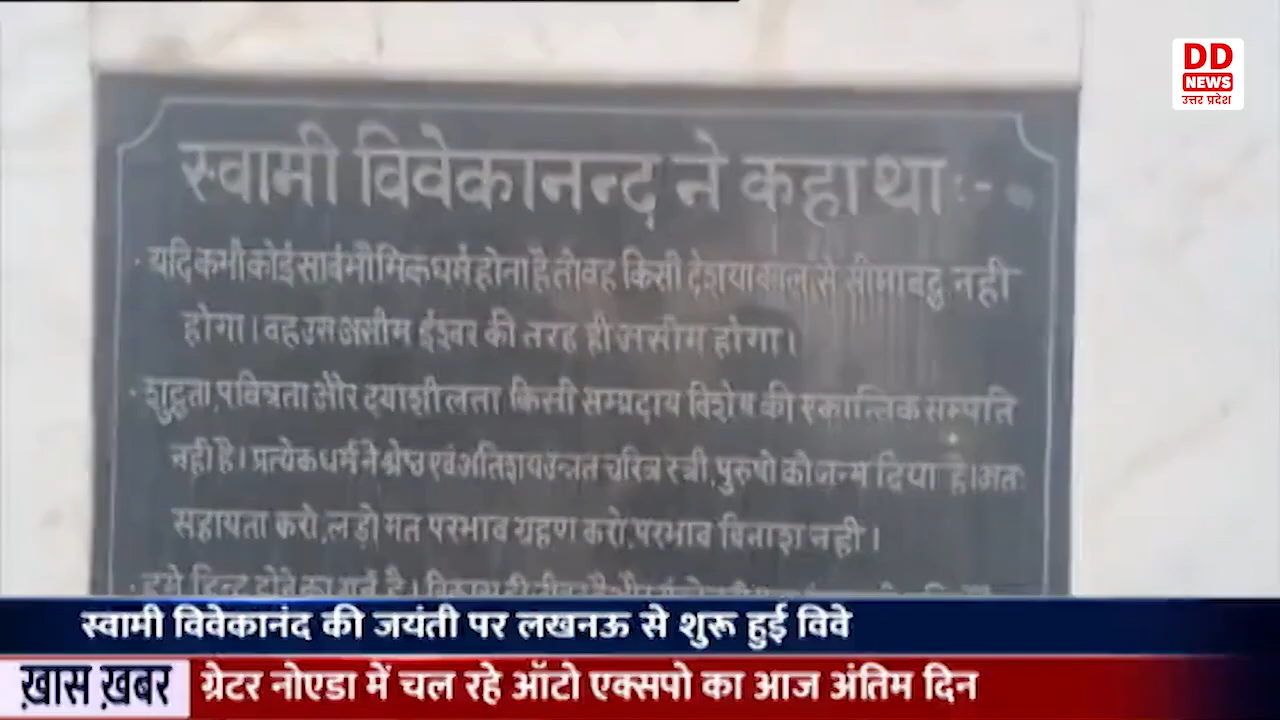 DD
NEWS
उत्तर प्रदेश
स्वामी विवेकानन्द ने कहा था:-
यदि कभी कोई सार्वभौमिक धर्म होना है तो वह किसी देश या काल से सीमाबद्ध नही
होगा। वह उस असीम ईश्वर की तरह ही असीम होगा।
शुद्धता, पवित्रता और दयाशीलता किसी सम्प्रदाय विशेष की एकान्तिक सम्पति
नही है। प्रत्येक धर्म ने श्रेष्ठ एवं अतिशय उन्नत चरित्र स्त्री, पुरुषो को जन्म दिया है। अतः
सहायता करो, लड़ो मत परभाव ग्रहण करो, परभाव विनाश नही।
स्वामी विवेकानंद की जयंती पर लखनऊ से शुरू हुई विवे
ख़ास ख़बर ग्रेटर नोएडा में चल रहे ऑटो एक्सपो का आज अंतिम दिन